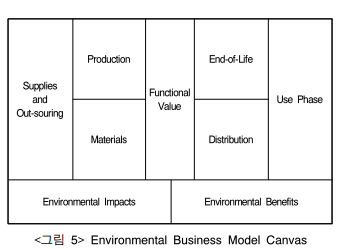 Supplies
and
Out-souring
Production
Materials
Functional
Value
End-of-Life
Distribution
Use Phase
Environmental Impacts
Environmental Benefits
<그림 5> Environmental Business Model Canvas